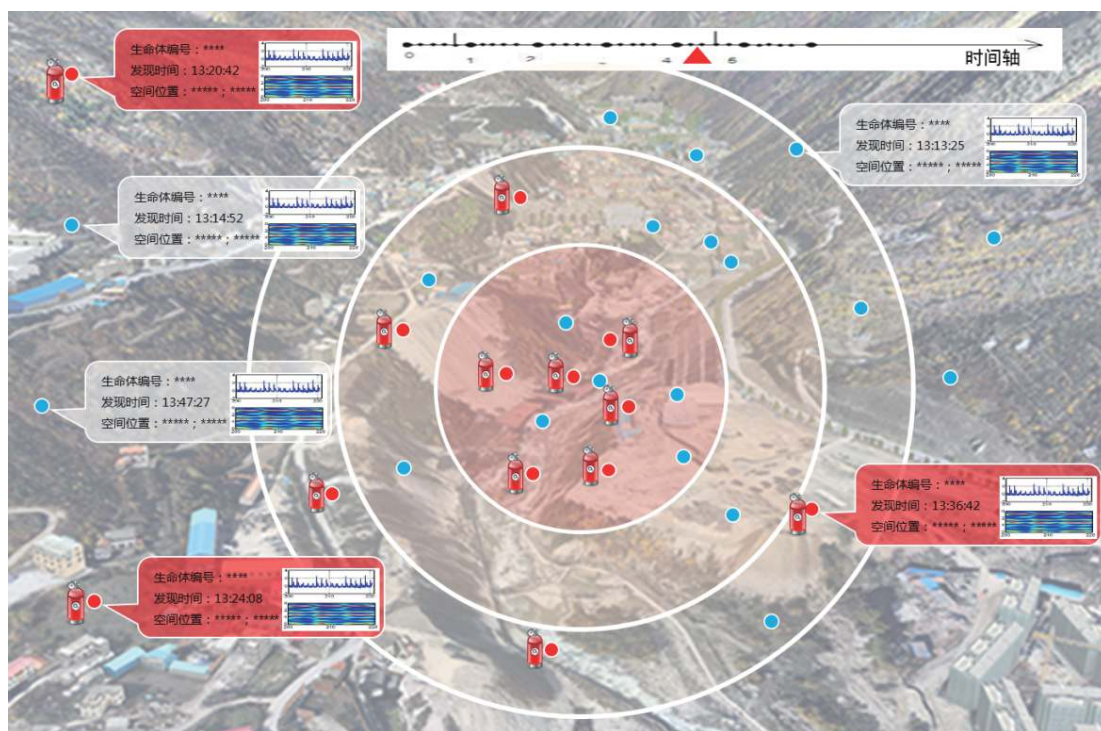 生命体编号：****
发现时间：13:20:42
空间位置：*****；*****
0 1 2 3 4 5
时间轴
生命体编号：****
发现时间：13:13:25
空间位置：*****；*****
生命体编号：****
发现时间：13:14:52
空间位置：*****；*****
生命体编号：****
发现时间：13:47:27
空间位置：*****；*****
生命体编号：****
发现时间：13:36:42
空间位置：*****；*****
生命体编号：****
发现时间：13:24:08
空间位置：*****；*****